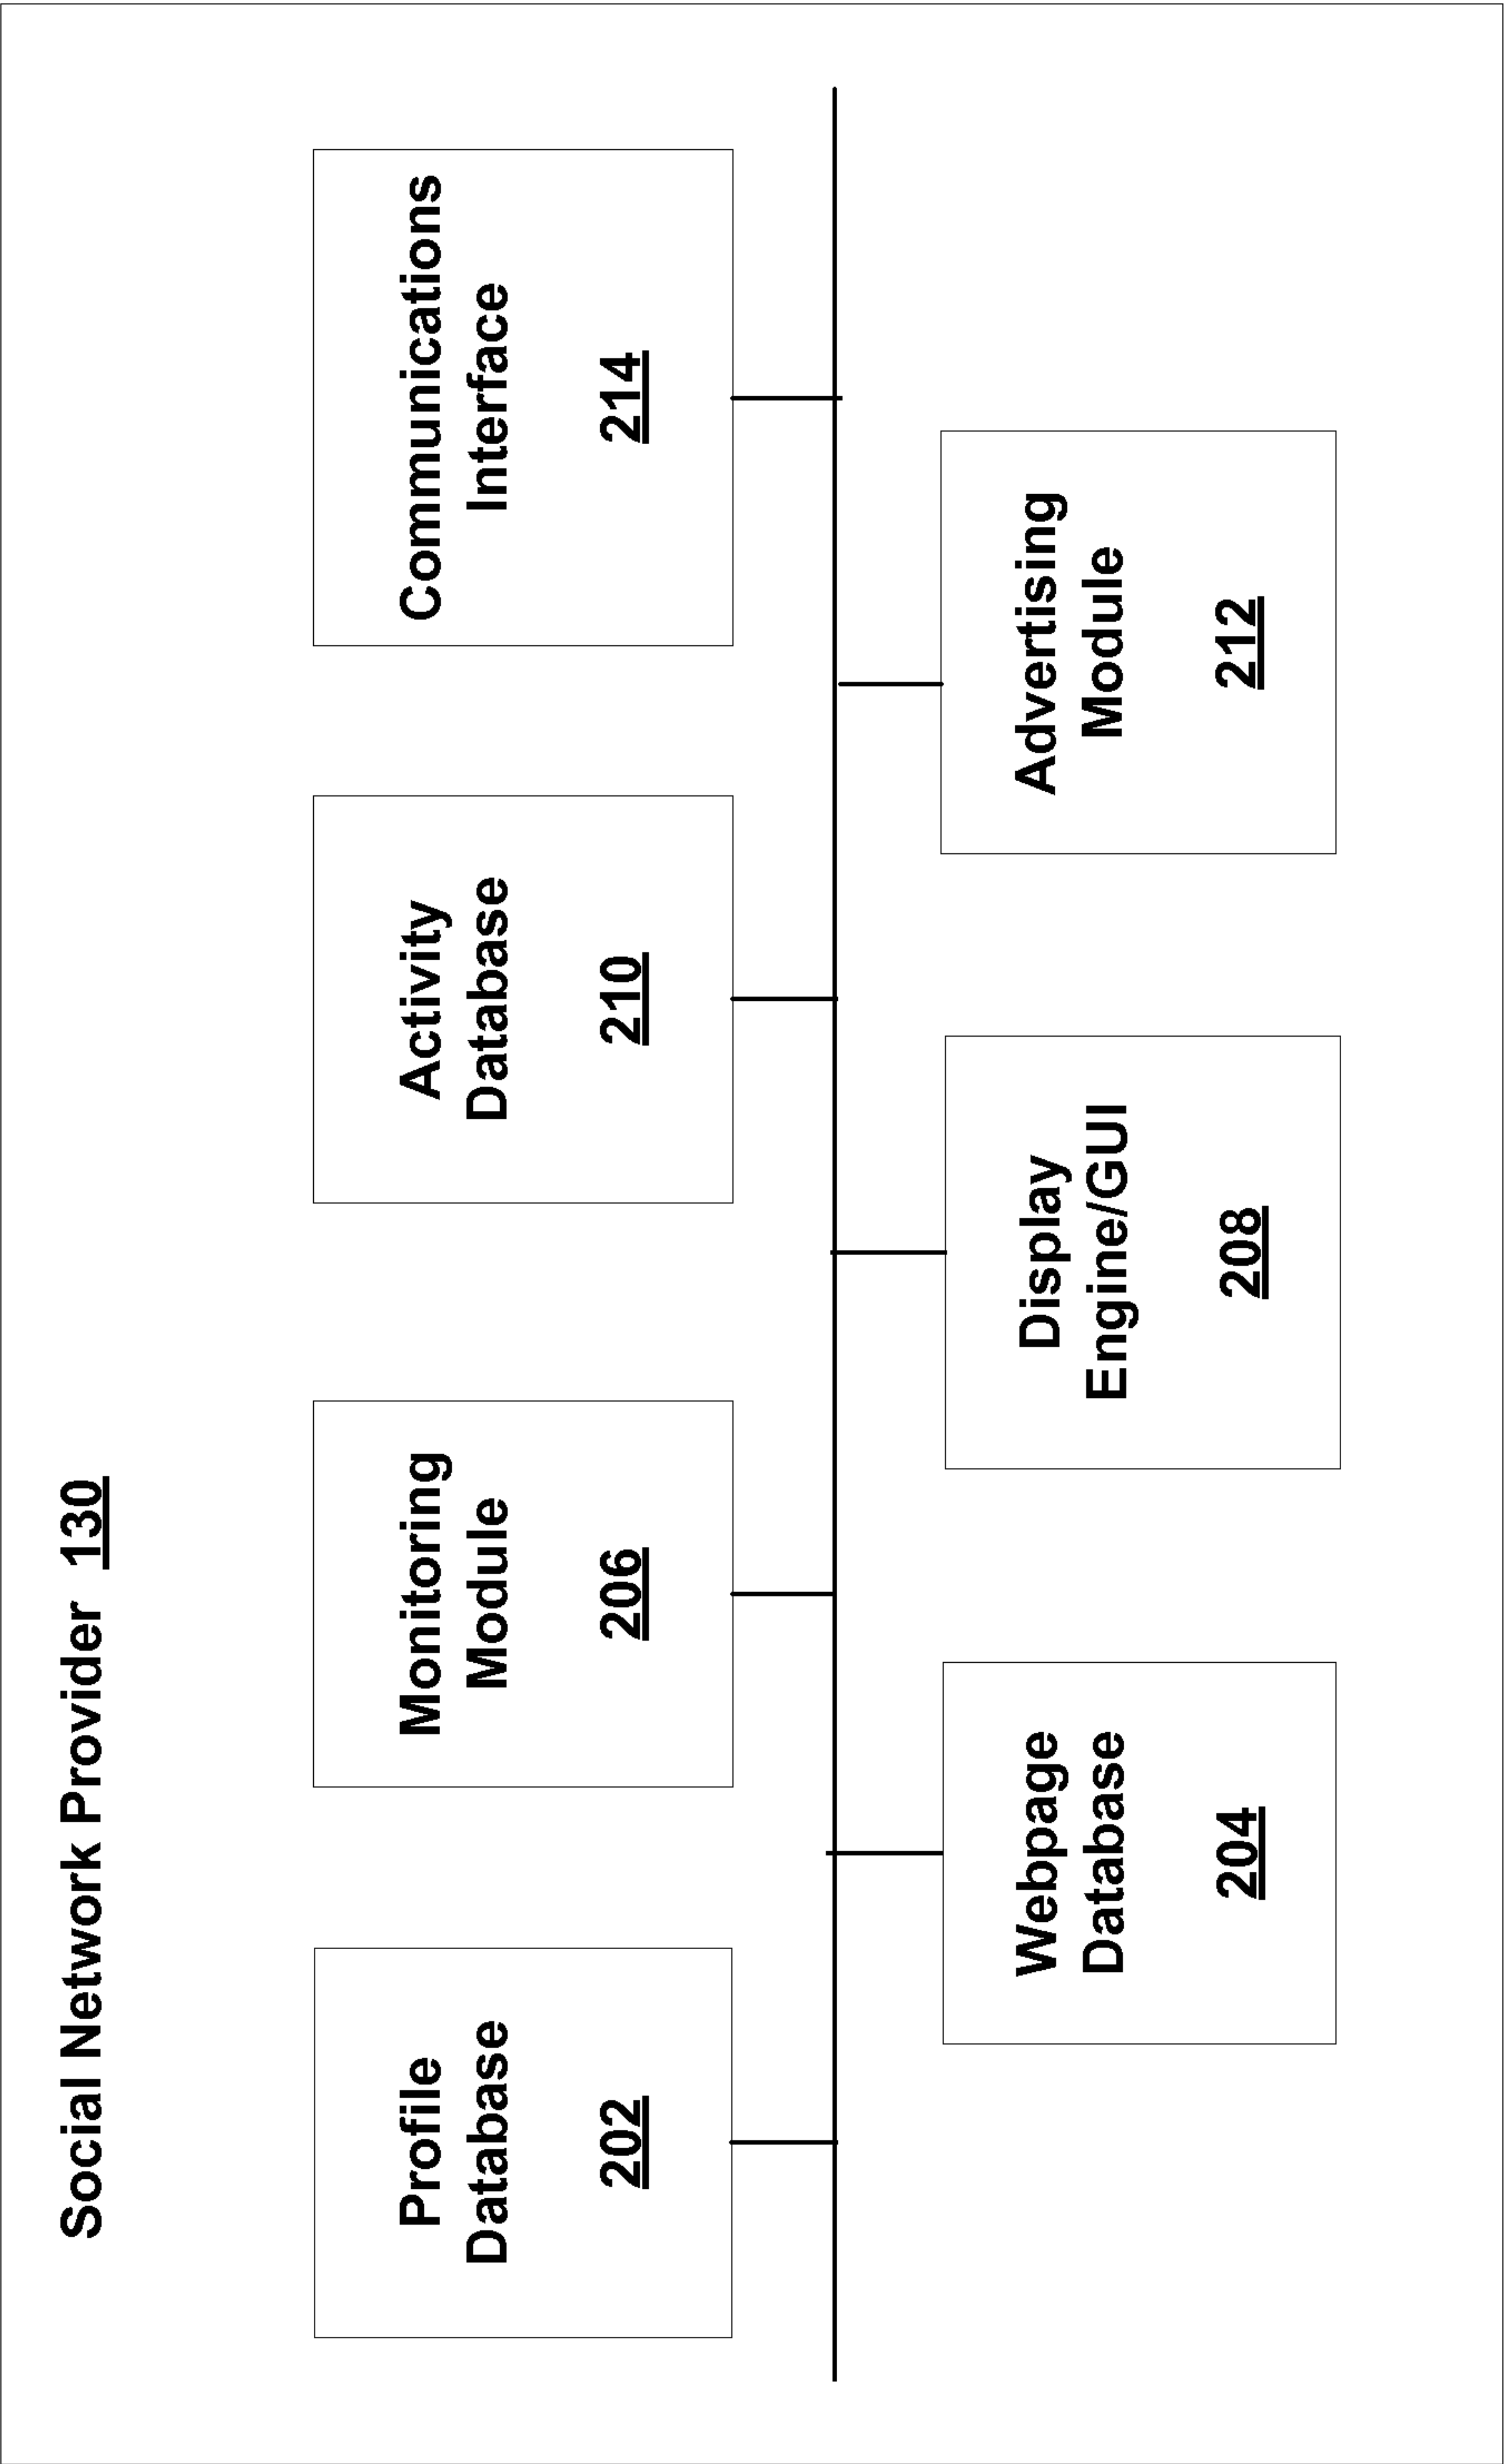 Social Network Provider 130
Profile
Database
202
Monitoring
Module
206
Activity
Database
210
Communications
Interface
214
Webpage
Database
204
Display
Engine/GUI
208
Advertising
Module
212